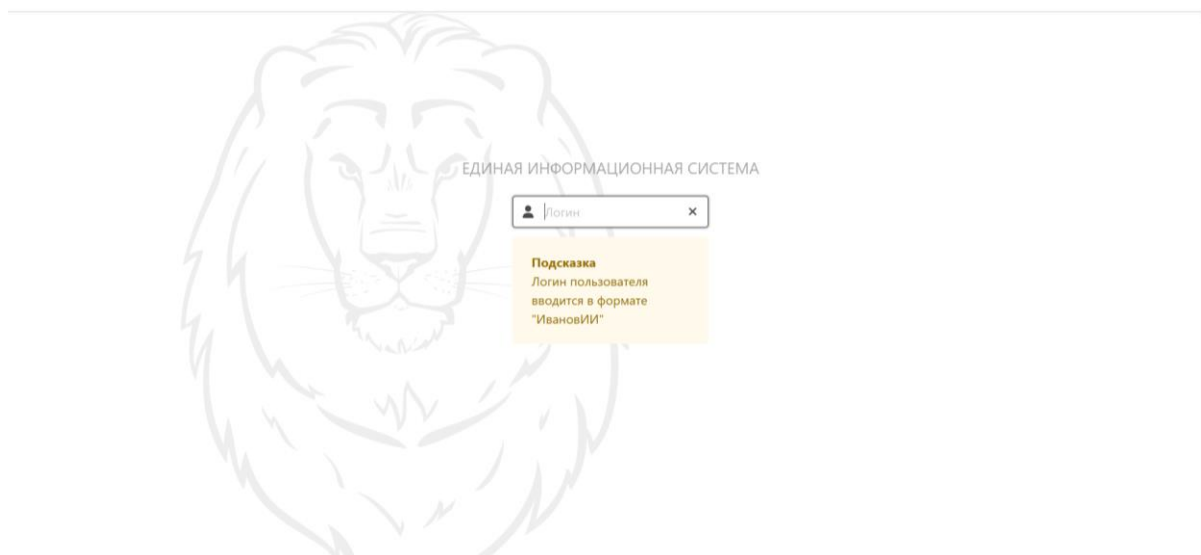 ЕДИНАЯ ИНФОРМАЦИОННАЯ СИСТЕМА
Логин
Подсказка
Логин пользователя
вводится в формате
"ИвановИИ"